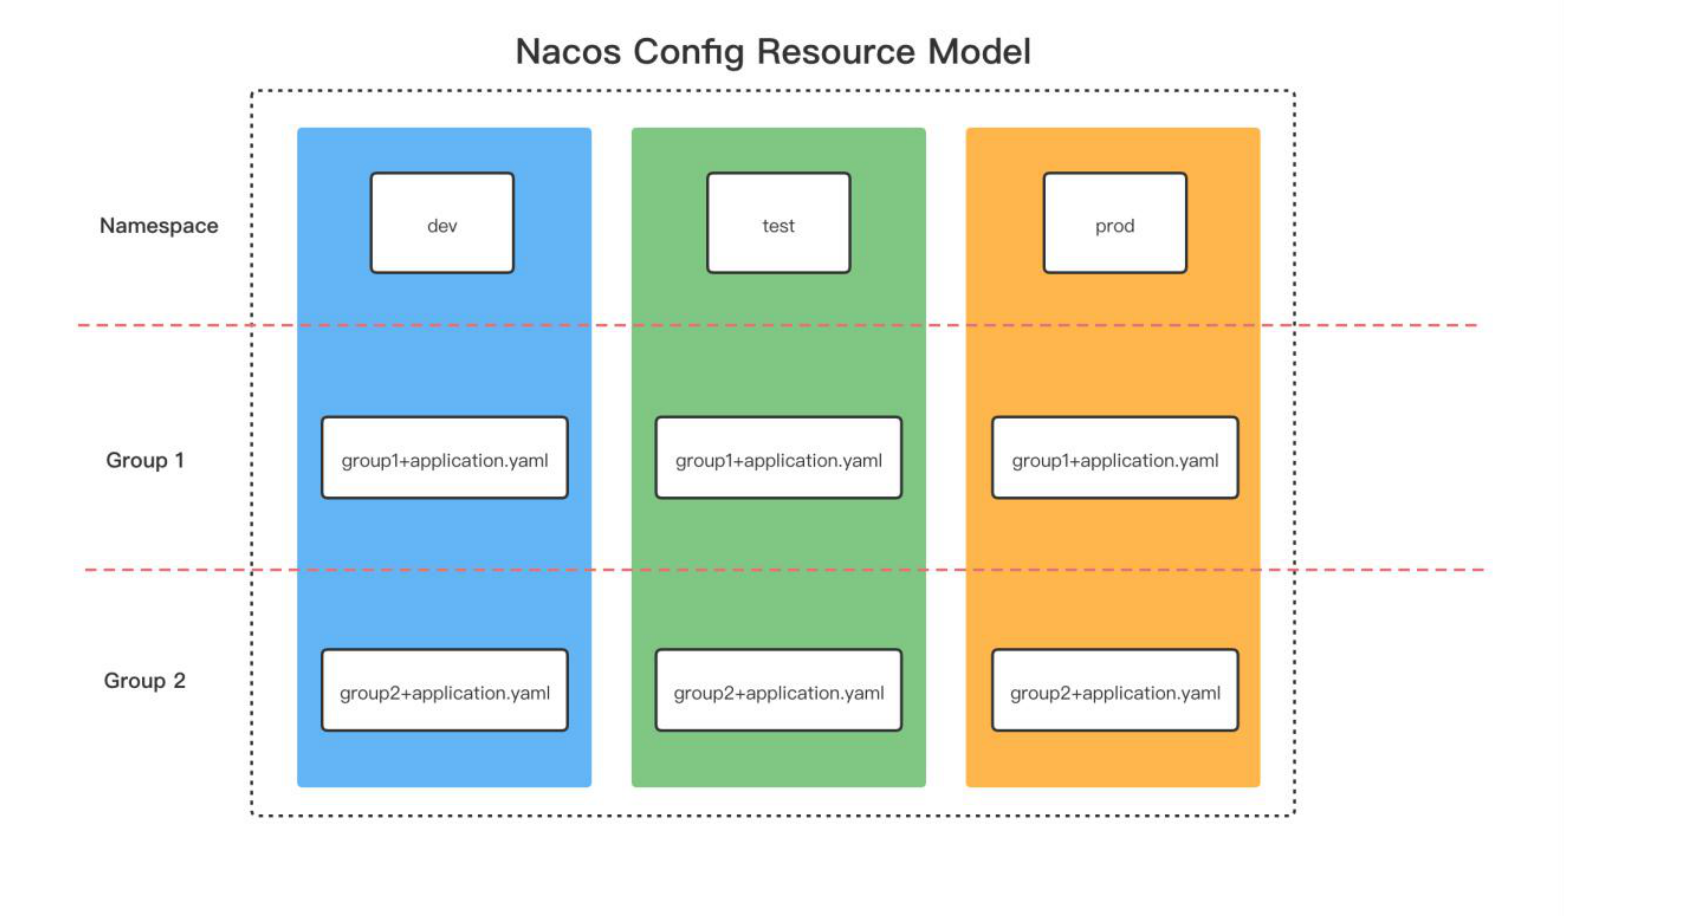 Nacos Config Resource Model
Namespace
dev
test
prod
Group 1
group1+application.yaml
group1+application.yaml
group1+application.yaml
Group 2
group2+application.yaml
group2+application.yaml
group2+application.yaml